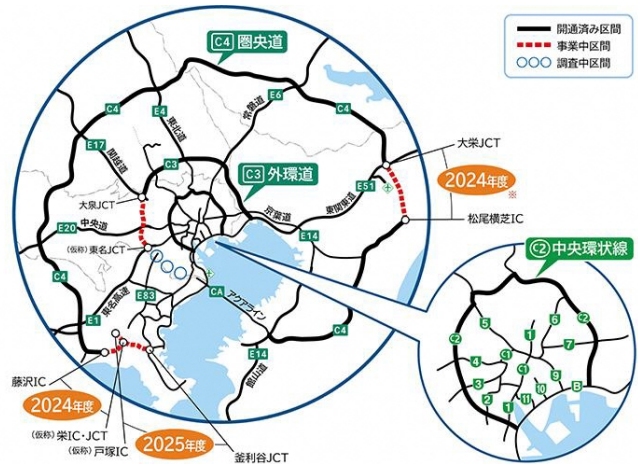 開通済み区間
事業中区間
調査中区間
C4 圏央道
C4
E4
東北道
常磐道
E6
C4
E17
関越道
C3
C3 外環道
大栄JCT
2024年度
※
大泉JCT
京葉道
東関東道
E51
松尾横芝IC
E20
中央道
E14
(仮称)東名JCT
C2 中央環状線
C4
東名高速
E83
CA
アクアライン
E1
C4
E14
館山道
藤沢IC
2024年度
(仮称)栄IC・JCT
(仮称)戸塚IC
2025年度
釜利谷JCT
5
1
6
C2
C2
7
C1
4
C1
3
9
2
1
11
10
B